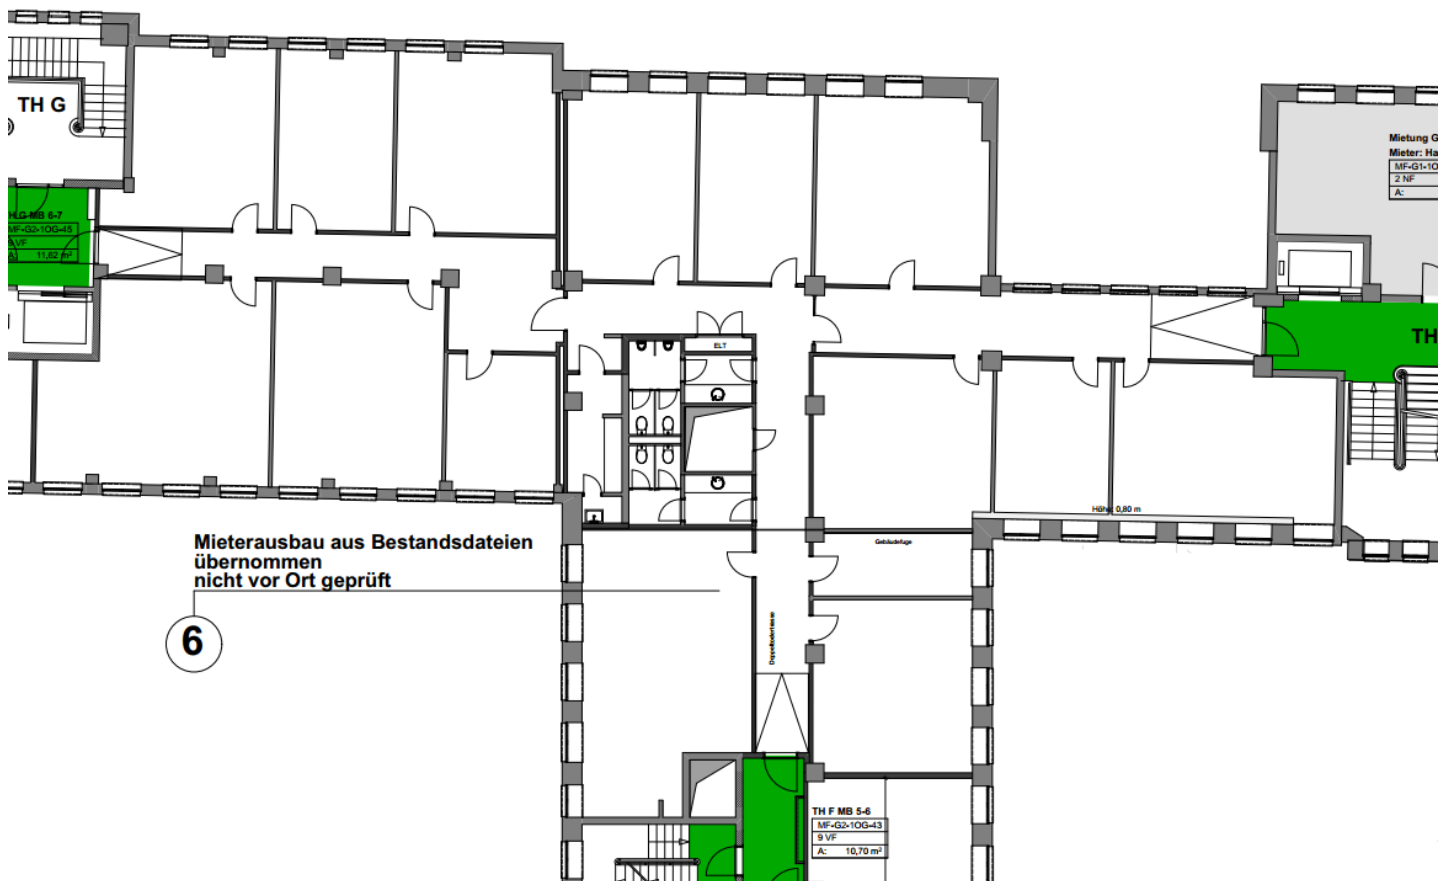 TH G
Mietung G
Mieter: Ha
MF-G1-1O
2 NF
A:
HLG MB 6-7
MF-G2-1OG-45
9 VF
A: 11,62 m²
ELT
TH
Höhe 0,80 m
Gebäudefuge
Mieterausbau aus Bestandsdateien
übernommen
nicht vor Ort geprüft
6
Doppelbodentrasse
TH F MB 5-6
MF-G2-1OG-43
9 VF
A: 10,70 m²